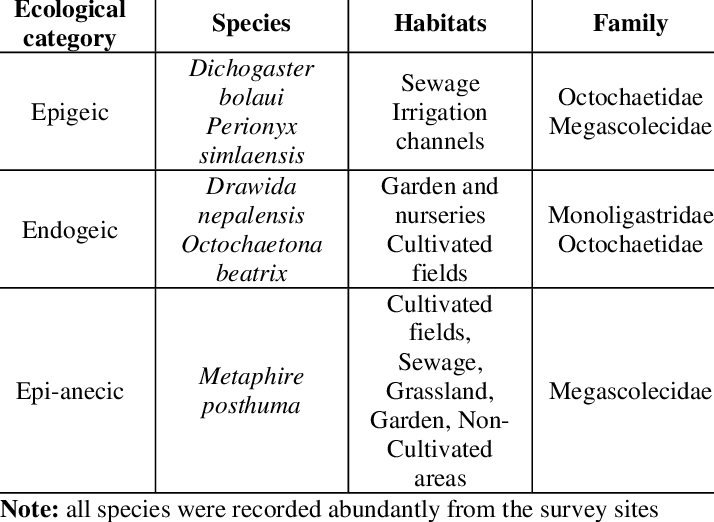 Ecological category
Species
Habitats
Family
Epigeic
Dichogaster
bolaui
Perionyx
simlaensis
Sewage
Irrigation
channels
Octochaetidae
Megascolecidae
Endogeic
Drawida
nepalensis
Octochaetona
beatrix
Garden and
nurseries
Cultivated
fields
Monoligastridae
Octochaetidae
Epi-anecic
Metaphire
posthuma
Cultivated
fields,
Sewage,
Grassland,
Garden, Non-
Cultivated
areas
Megascolecidae
Note: all species were recorded abundantly from the survey sites